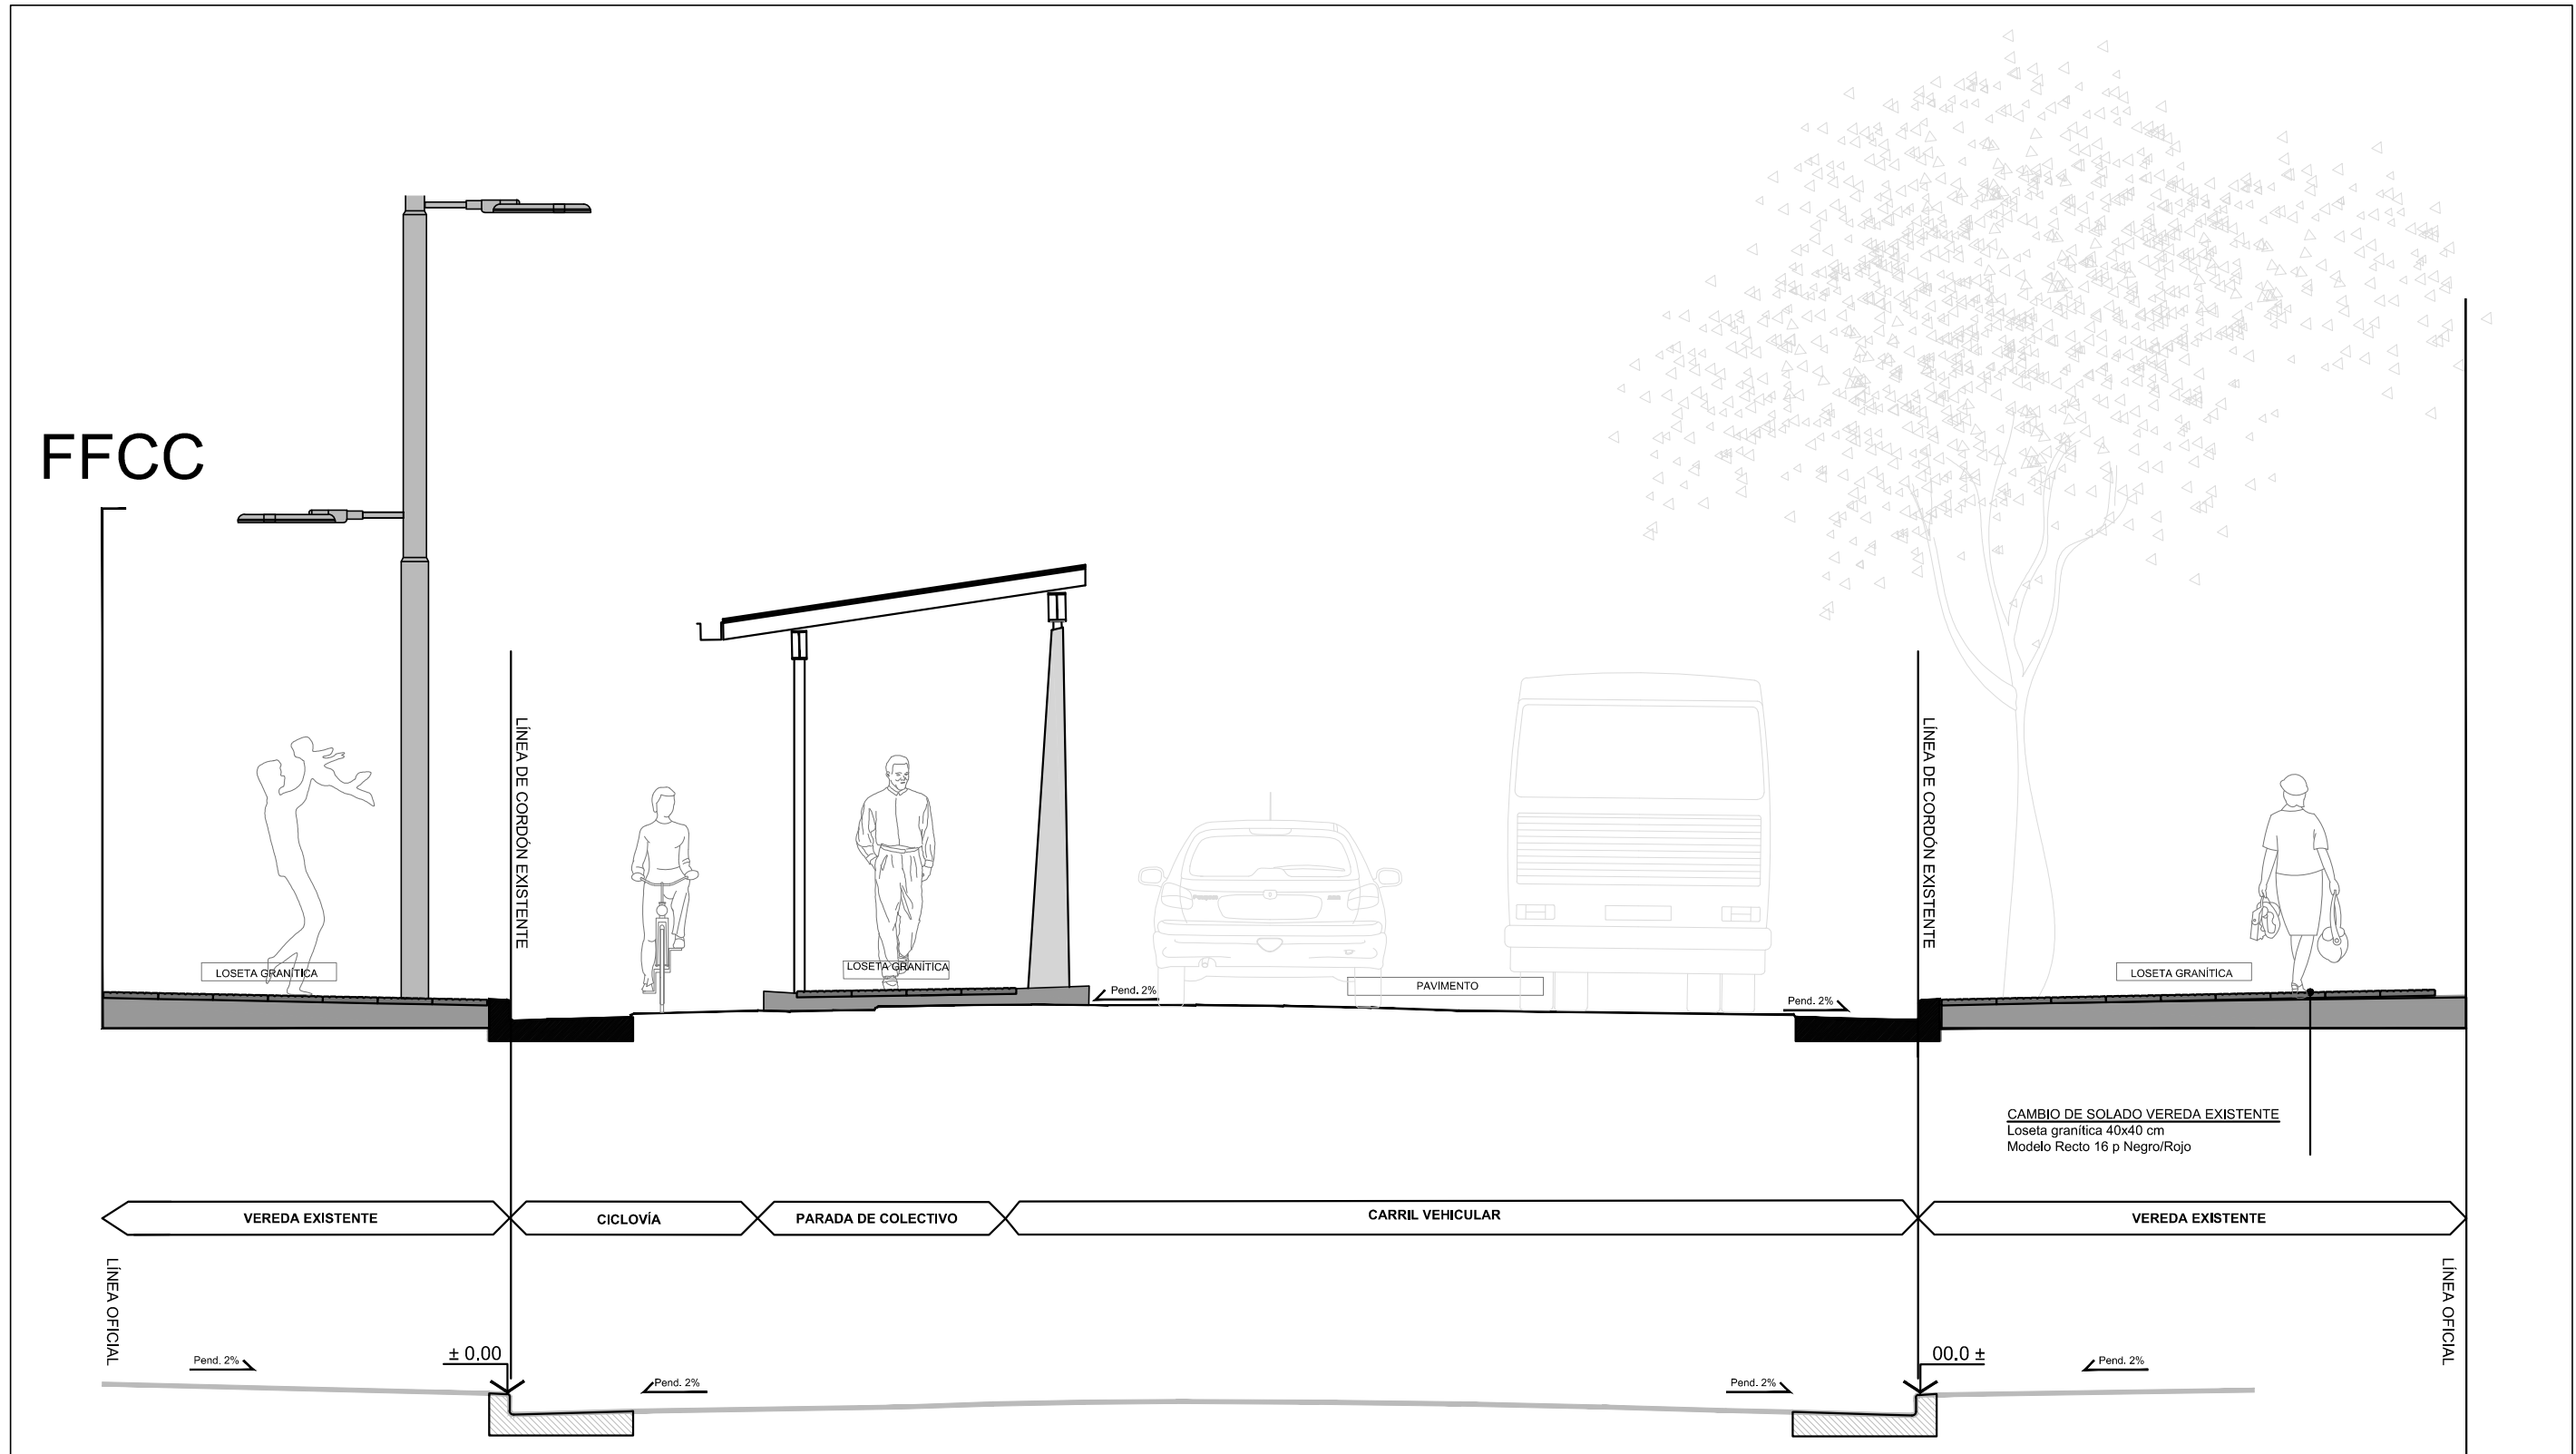 FFCC
LÍNEA DE CORDÓN EXISTENTE
LÍNEA DE CORDÓN EXISTENTE
LOSETA GRANÍTICA
LOSETA GRANÍTICA
Pend. 2%
PAVIMENTO
Pend. 2%
LOSETA GRANÍTICA
CAMBIO DE SOLADO VEREDA EXISTENTE
Loseta granítica 40x40 cm
Modelo Recto 16 p Negro/Rojo
VEREDA EXISTENTE
CICLOVÍA
PARADA DE COLECTIVO
CARRIL VEHICULAR
VEREDA EXISTENTE
LÍNEA OFICIAL
LÍNEA OFICIAL
Pend. 2%
± 0.00
Pend. 2%
Pend. 2%
00.0 ±
Pend. 2%